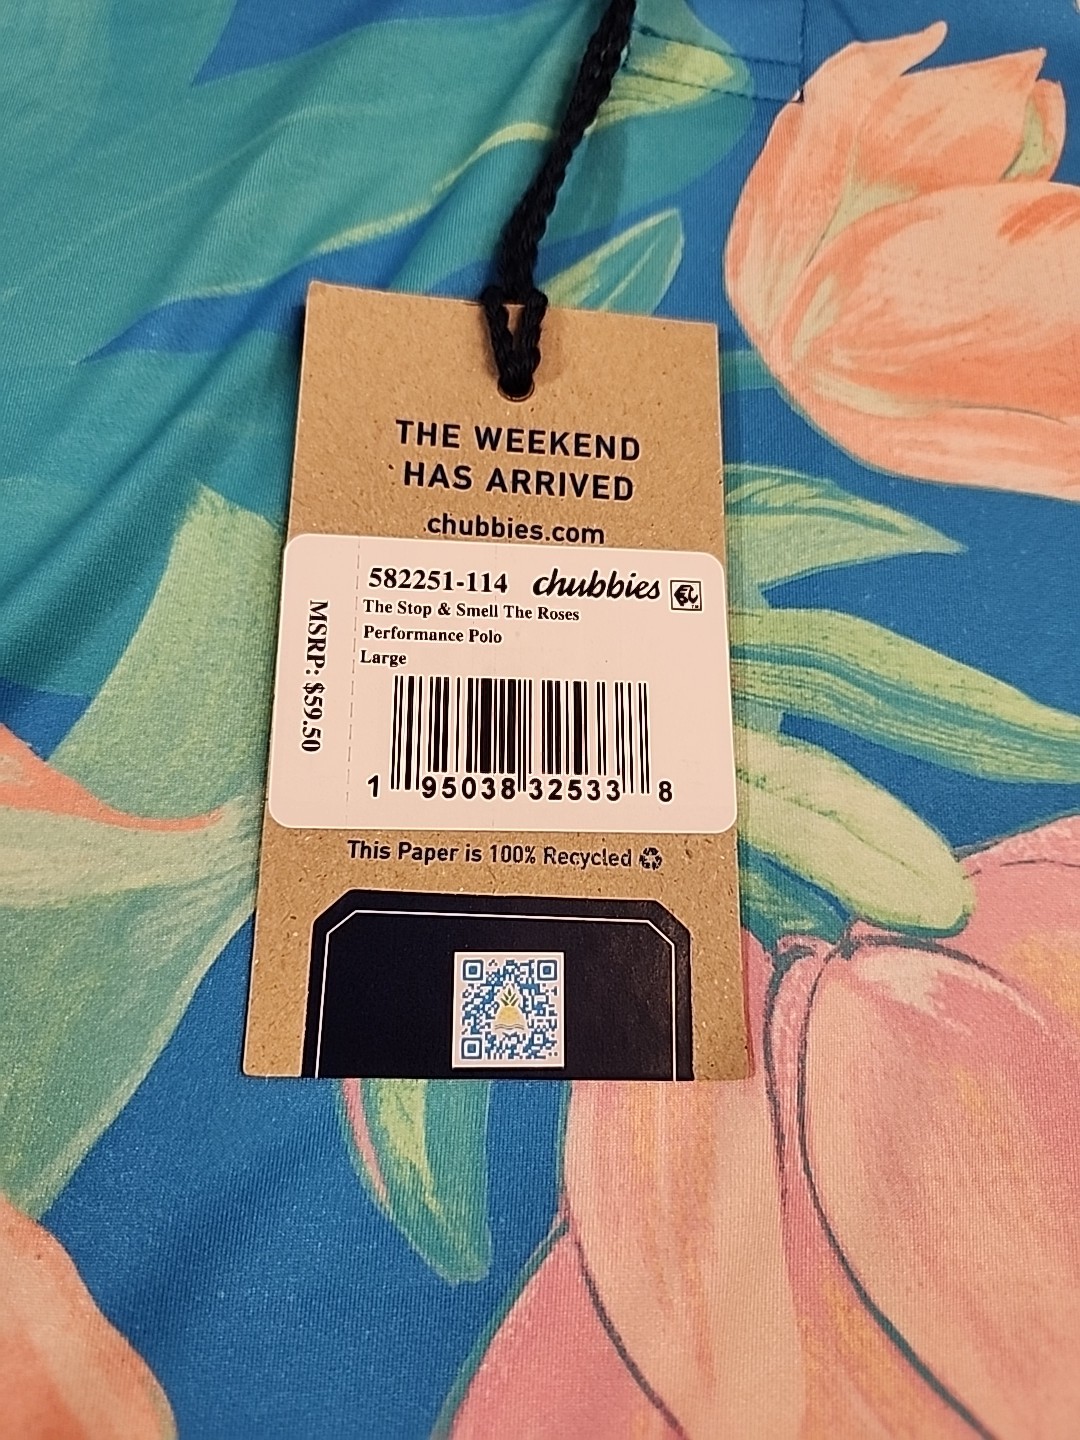 THE WEEKEND
HAS ARRIVED
chubbies.com
582251-114 chubbies
The Stop & Smell The Roses
Performance Polo
Large
MSRP: $59.50
1 95038 32533 8
This Paper is 100% Recycled